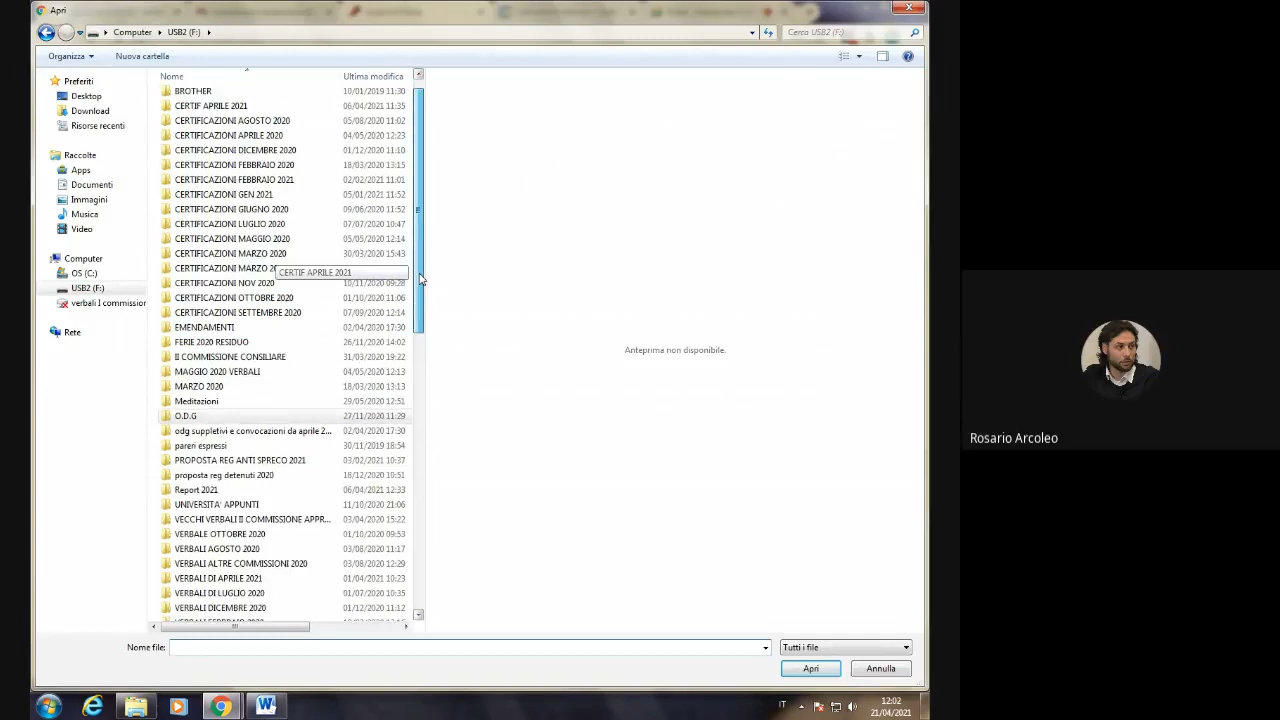 Apri
Computer
USB2 (F:)
Cerca USB2 (F:)
Organizza
Nuova cartella
Preferiti
Desktop
Download
Risorse recenti
Raccolte
Apps
Documenti
Immagini
Musica
Video
Computer
OS (C:)
USB2 (F:)
verbali I commission
Rete
Nome Ultima modifica
BROTHER 10/01/2019 11:30
CERTIF APRILE 2021 06/04/2021 11:35
CERTIFICAZIONI AGOSTO 2020 05/08/2020 11:02
CERTIFICAZIONI APRILE 2020 04/05/2020 12:23
CERTIFICAZIONI DICEMBRE 2020 01/12/2020 11:10
CERTIFICAZIONI FEBBRAIO 2020 18/03/2020 13:15
CERTIFICAZIONI FEBBRAIO 2021 02/02/2021 11:01
CERTIFICAZIONI GEN 2021 05/01/2021 11:52
CERTIFICAZIONI GIUGNO 2020 09/06/2020 11:52
CERTIFICAZIONI LUGLIO 2020 07/07/2020 10:47
CERTIFICAZIONI MAGGIO 2020 05/05/2020 12:14
CERTIFICAZIONI MARZO 2020 30/03/2020 15:43
CERTIFICAZIONI MARZO
CERTIF APRILE 2021
CERTIFICAZIONI NOV 2020 10/11/2020 09:28
CERTIFICAZIONI OTTOBRE 2020 01/10/2020 11:06
CERTIFICAZIONI SETTEMBRE 2020 07/09/2020 12:14
EMENDAMENTI 02/04/2020 17:30
FERIE 2020 RESIDUO 26/11/2020 14:02
II COMMISSIONE CONSILIARE 31/03/2020 19:22
MAGGIO 2020 VERBALI 04/05/2020 12:13
MARZO 2020 18/03/2020 13:13
Meditazioni 29/05/2020 12:51
O.D.G 27/11/2020 11:29
odg suppletivi e convocazioni da aprile 2... 02/04/2020 17:30
pareri espressi 30/11/2019 18:54
PROPOSTA REG ANTI SPRECO 2021 03/02/2021 10:37
proposta reg detenuti 2020 18/12/2020 10:51
Report 2021 06/04/2021 12:33
UNIVERSITA' APPUNTI 11/10/2020 21:06
VECCHI VERBALI II COMMISSIONE APPR... 03/04/2020 15:22
VERBALE OTTOBRE 2020 01/10/2020 09:53
VERBALI AGOSTO 2020 03/08/2020 11:17
VERBALI ALTRE COMMISSIONI 2020 03/08/2020 12:29
VERBALI DI APRILE 2021 01/04/2021 10:23
VERBALI DI LUGLIO 2020 01/07/2020 10:35
VERBALI DICEMBRE 2020 01/12/2020 11:12
Anteprima non disponibile.
Nome file:
Tutti i file
Apri
Annulla
IT
12:02
21/04/2021
Rosario Arcoleo